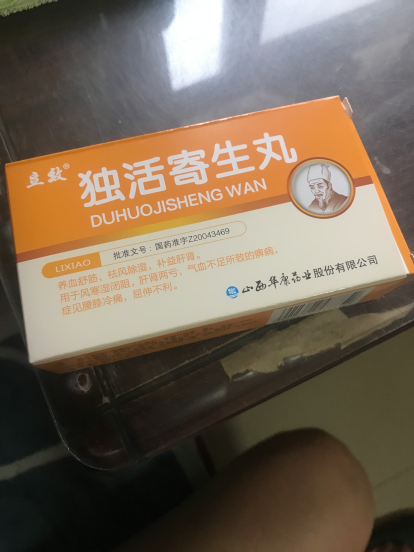 立效®
独活寄生丸
DUHUOJISHENG WAN
LIXIAO 批准文号：国药准字Z20043469
养血舒筋，祛风除湿，补益肝肾。
用于风寒湿闭阻，肝肾两亏，气血不足所致的痹病，
症见腰膝冷痛，屈伸不利。
山西华康药业股份有限公司